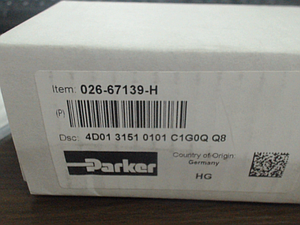 Item: 026-67139-H
(P)
Dsc: 4D01 3151 0101 C1G0Q Q8
Parker
Country of Origin
Germany
HG